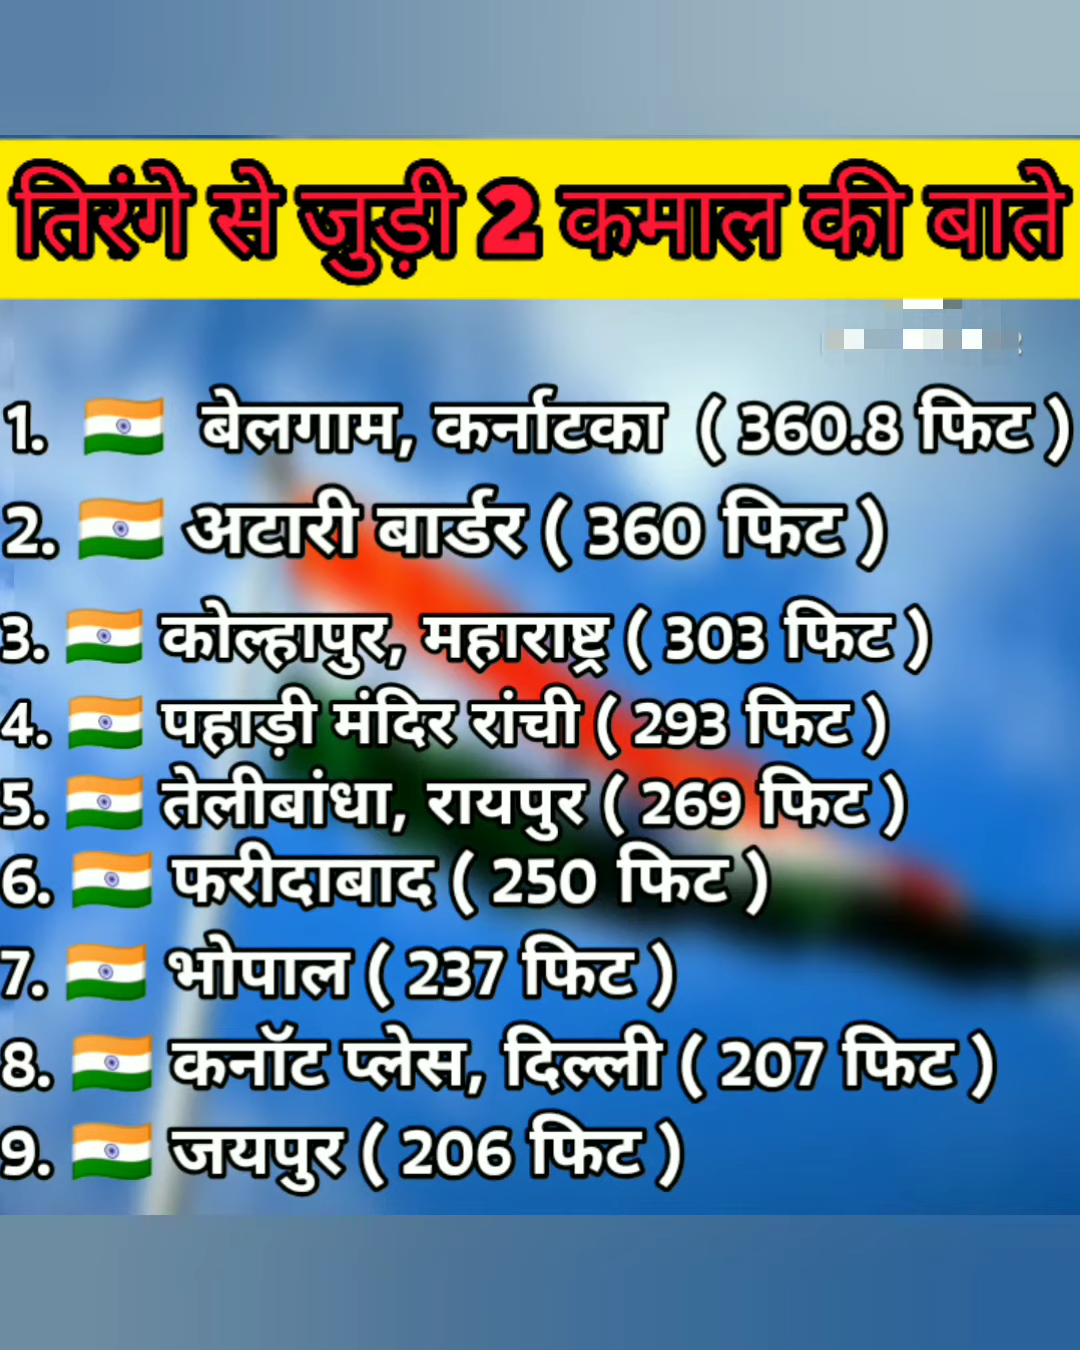 तिरंगे से जुड़ी 2 कमाल की बाते
1. 🇮🇳 बेलगाम, कर्नाटका ( 360.8 फिट )
2. 🇮🇳 अटारी बार्डर ( 360 फिट )
3. 🇮🇳 कोल्हापुर, महाराष्ट्र ( 303 फिट )
4. 🇮🇳 पहाड़ी मंदिर रांची ( 293 फिट )
5. 🇮🇳 तेलीबांधा, रायपुर ( 269 फिट )
6. 🇮🇳 फरीदाबाद ( 250 फिट )
7. 🇮🇳 भोपाल ( 237 फिट )
8. 🇮🇳 कनॉट प्लेस, दिल्ली ( 207 फिट )
9. 🇮🇳 जयपुर ( 206 फिट )